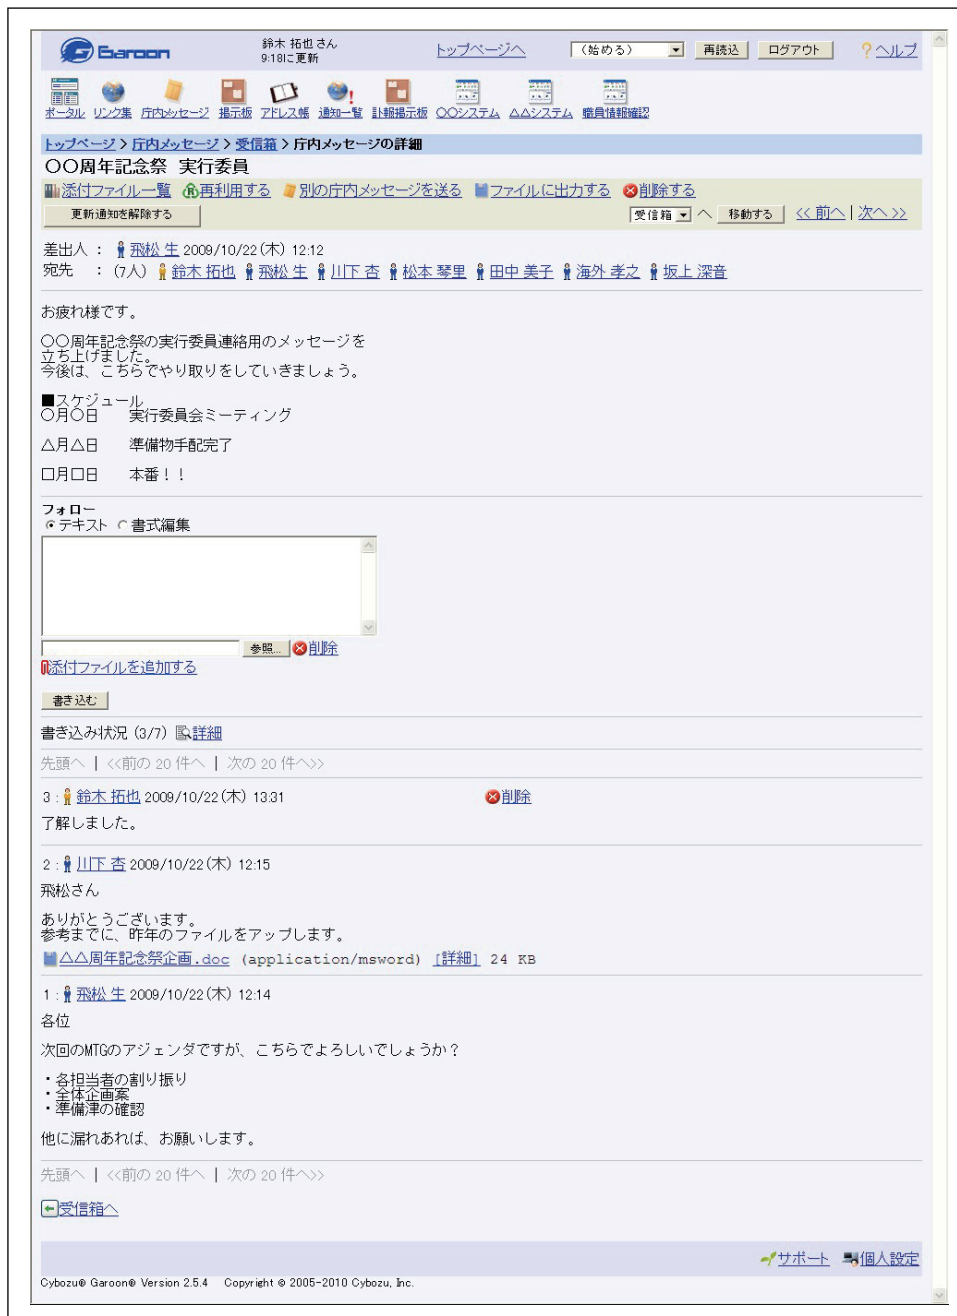 Garoon
鈴木 拓也 さん
9:18に更新
トップページへ
(始める)
再読込
ログアウト
?ヘルプ
ポータル リンク集 庁内メッセージ 掲示板 アドレス帳 通知一覧 訃報掲示板 〇〇システム △△システム 職員情報確認
トップページ > 庁内メッセージ > 受信箱 > 庁内メッセージの詳細
〇〇周年記念祭 実行委員
添付ファイル一覧 再利用する 別の庁内メッセージを送る ファイルに出力する 削除する
更新通知を解除する
受信箱 へ 移動する << 前へ | 次へ >>
差出人 : 飛松 生 2009/10/22(木) 12:12
宛先 : (7人) 鈴木 拓也 飛松 生 川下 杏 松本 琴里 田中 美子 海外 孝之 坂上 深音
お疲れ様です。
〇〇周年記念祭の実行委員連絡用のメッセージを
立ち上げました。
今後は、こちらでやり取りをしていきましょう。
■スケジュール
〇月〇日 実行委員会ミーティング
△月△日 準備物手配完了
□月□日 本番!!
フォロー
テキスト 書式編集
参照... 削除
添付ファイルを追加する
書き込む
書き込み状況 (3/7) 詳細
先頭へ | <<前の 20 件へ | 次の 20 件へ>>
3 : 鈴木 拓也 2009/10/22(木) 13:31 削除
了解しました。
2 : 川下 杏 2009/10/22(木) 12:15
飛松さん
ありがとうございます。
参考までに、昨年のファイルをアップします。
△△周年記念祭企画.doc (application/msword) [詳細] 24 KB
1 : 飛松 生 2009/10/22(木) 12:14
各位
次回のMTGのアジェンダですが、こちらでよろしいでしょうか?
・各担当者の割り振り
・全体企画案
・準備津の確認
他に漏れあれば、お願いします。
先頭へ | <<前の 20 件へ | 次の 20 件へ>>
受信箱へ
サポート 個人設定
Cybozu® Garoon® Version 2.5.4 Copyright © 2005-2010 Cybozu, Inc.